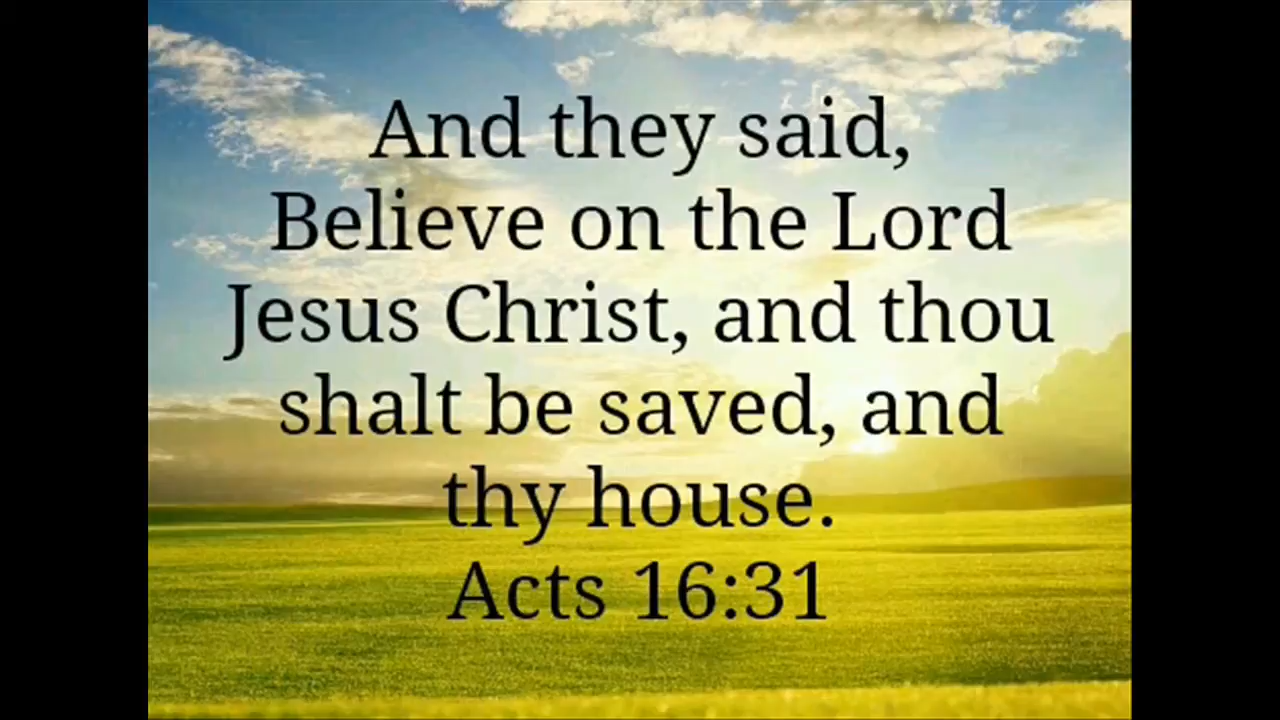 And they said,
Believe on the Lord
Jesus Christ, and thou
shalt be saved, and
thy house.
Acts 16:31